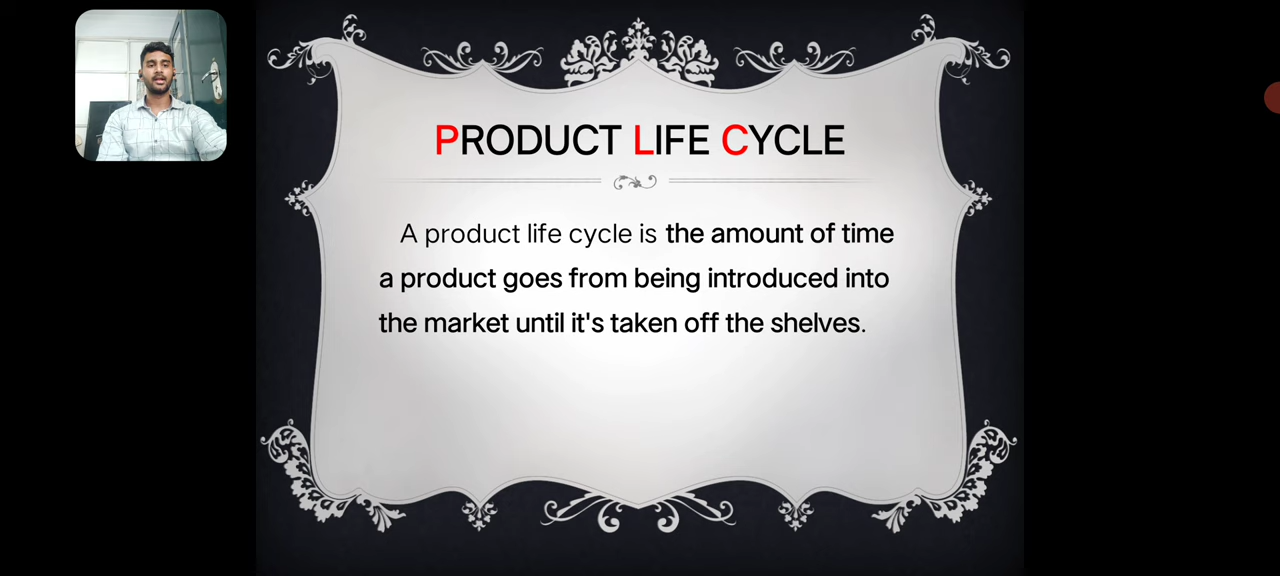 PRODUCT LIFE CYCLE
A product life cycle is the amount of time
a product goes from being introduced into
the market until it's taken off the shelves.